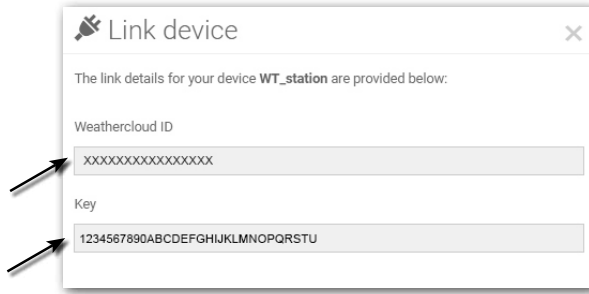 Link device
The link details for your device WT_station are provided below:
Weathercloud ID
XXXXXXXXXXXXXXXX
Key
1234567890ABCDEFGHIJKLMNOPQRSTU